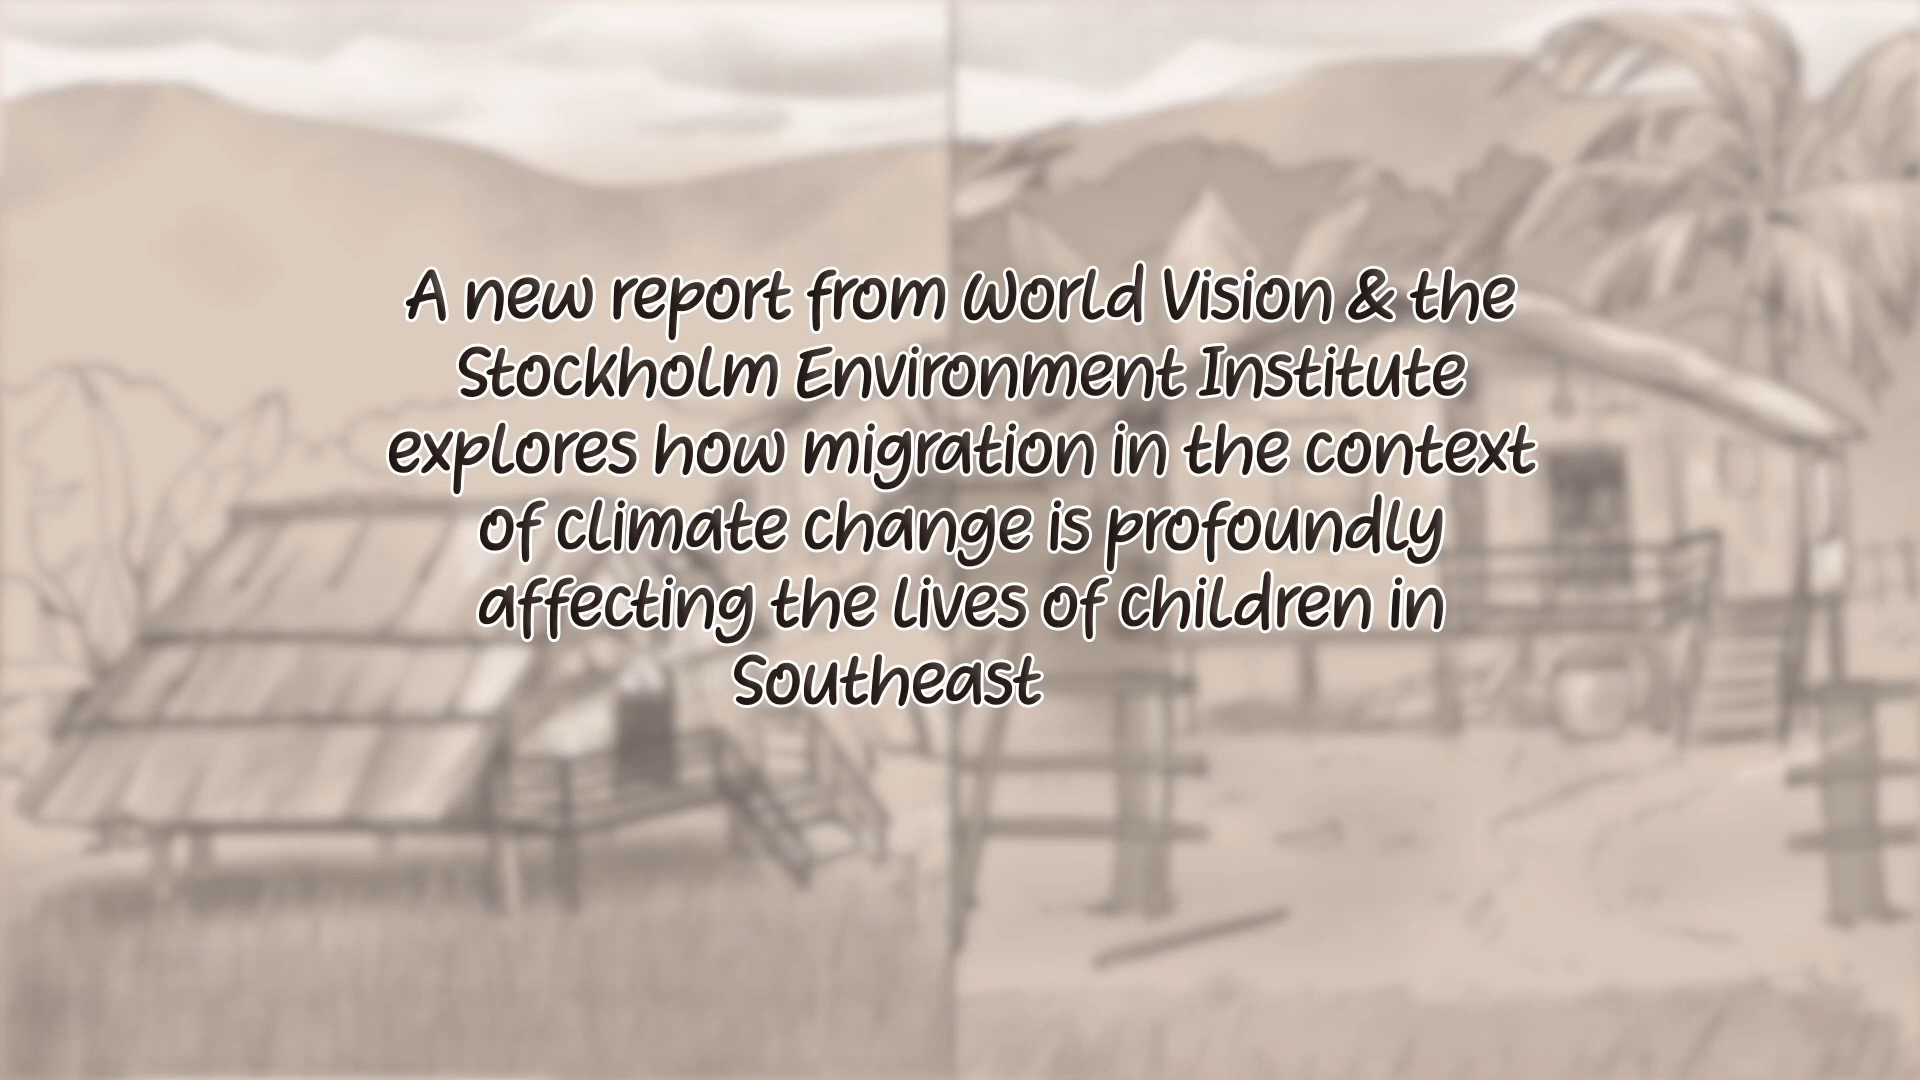 A new report from World Vision & the
Stockholm Environment Institute
explores how migration in the context
of climate change is profoundly
affecting the lives of children in
Southeast